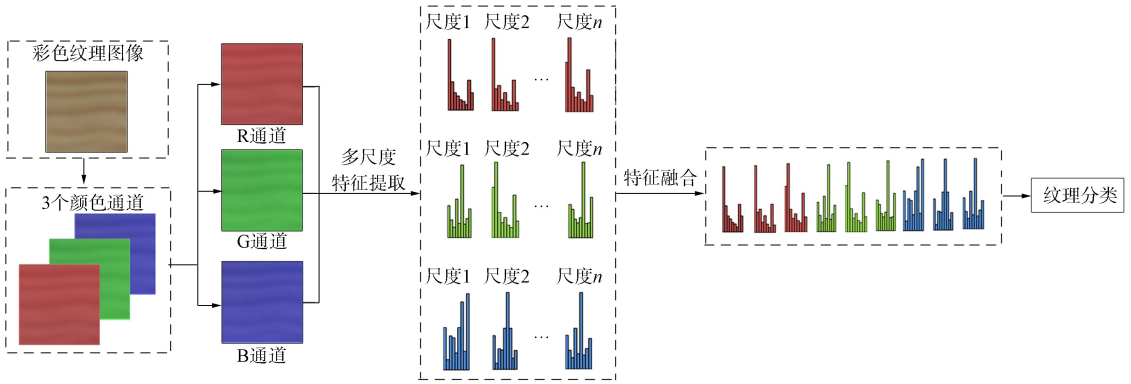 彩色纹理图像
3个颜色通道
R通道
G通道
B通道
多尺度
特征提取
尺度1 尺度2 尺度n
…
尺度1 尺度2 尺度n
…
尺度1 尺度2 尺度n
…
特征融合
纹理分类